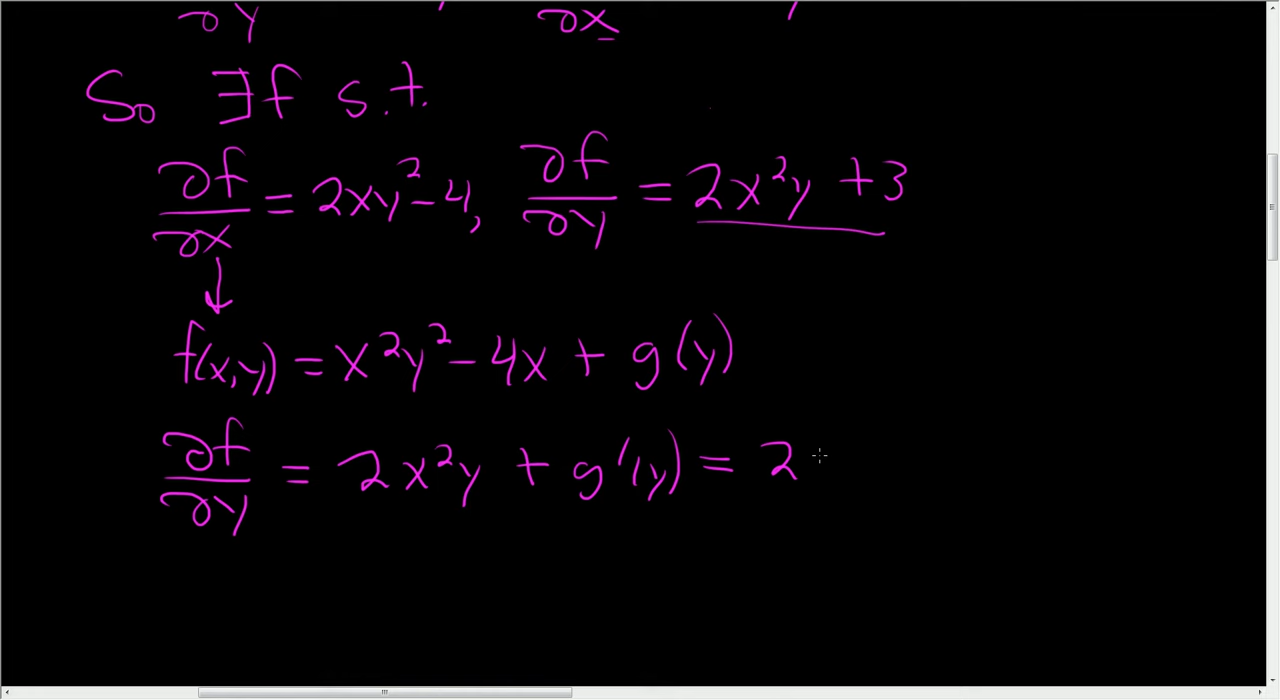 ∂y ∂x
So ∃f s.t.
∂f/∂x = 2xy² - 4, ∂f/∂y = 2x²y + 3
↓
f(x,y) = x²y² - 4x + g(y)
∂f/∂y = 2x²y + g'(y) = 2